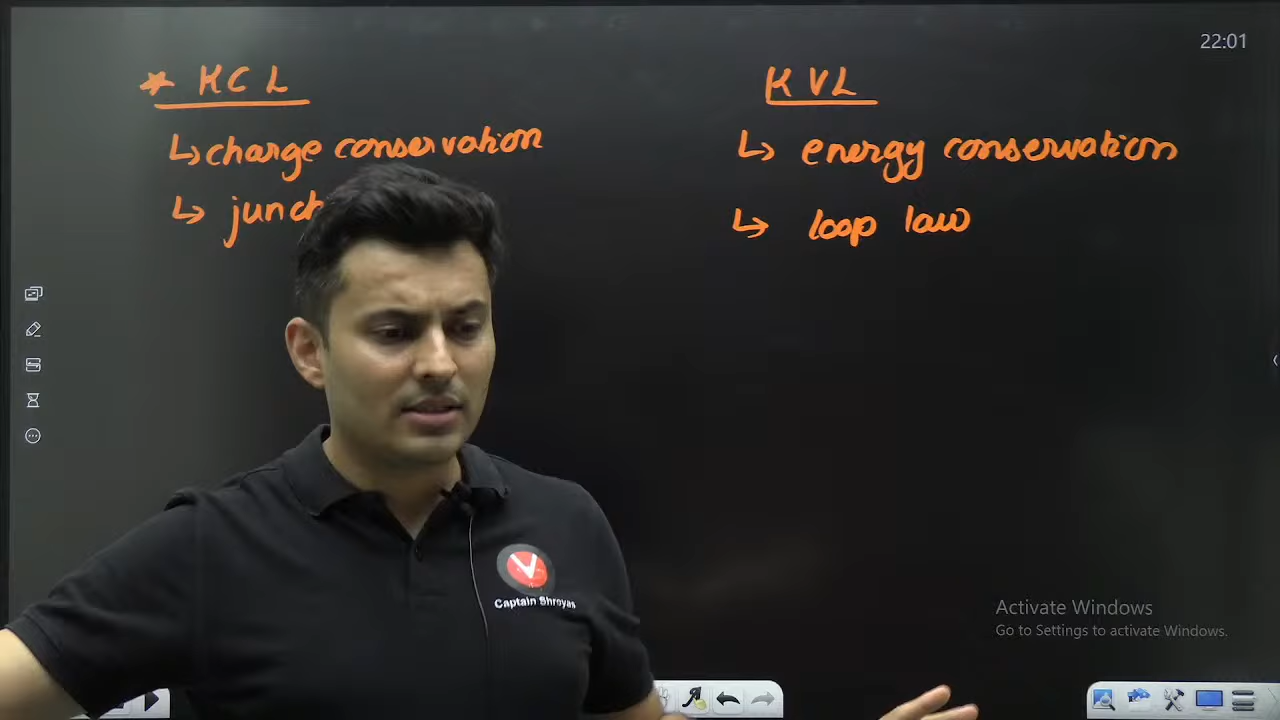 22:01
* KCL
↳ charge conservation
↳ junct
KVL
↳ energy conservation
↳ loop law
V
Captain Shreyas
Activate Windows
Go to Settings to activate Windows.